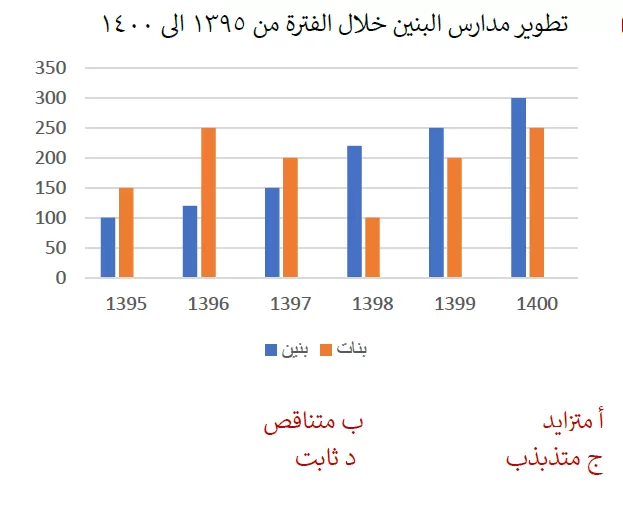 تطوير مدارس البنين خلال الفترة من ١٣٩٥ الى ١٤٠٠
350
300
250
200
150
100
50
0
1395 1396 1397 1398 1399 1400
بنين بنات
أ متزايد ب متناقص
ج متذبذب د ثابت